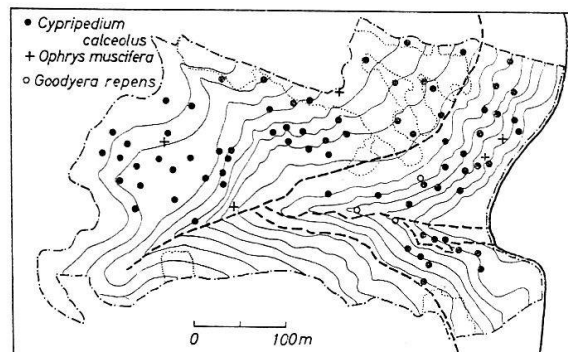 Cypripedium
calceolus
Ophrys muscifera
Goodyera repens
0 100m